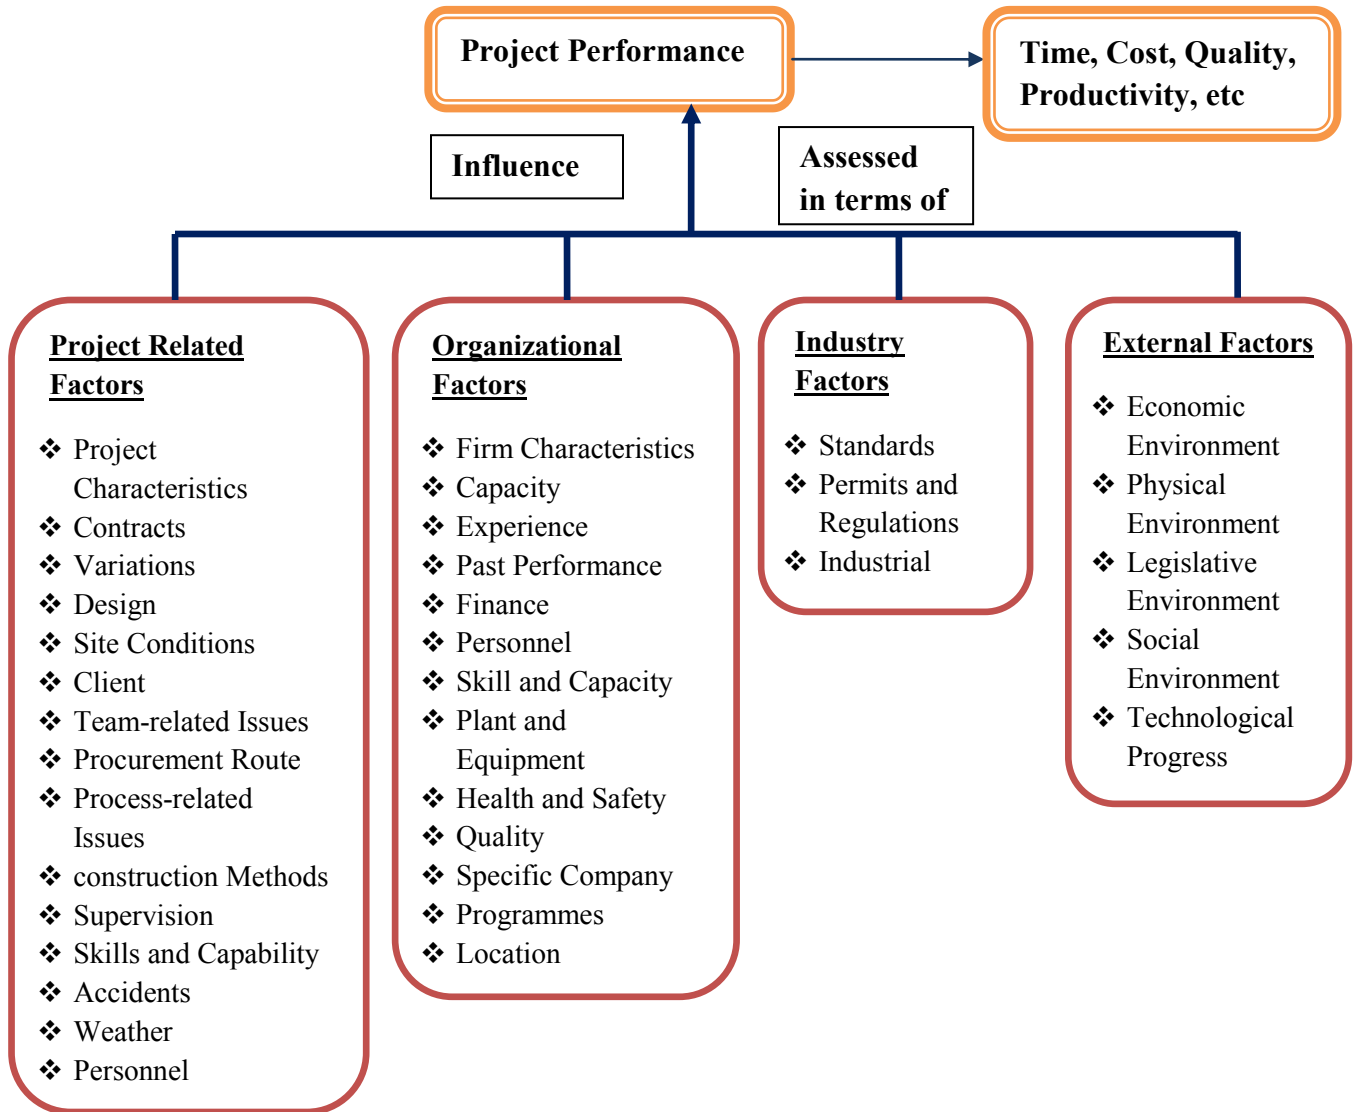 Project Performance
Time, Cost, Quality,
Productivity, etc
Influence
Assessed
in terms of
Project Related
Factors
❖ Project
Characteristics
❖ Contracts
❖ Variations
❖ Design
❖ Site Conditions
❖ Client
❖ Team-related Issues
❖ Procurement Route
❖ Process-related
Issues
❖ construction Methods
❖ Supervision
❖ Skills and Capability
❖ Accidents
❖ Weather
❖ Personnel
Organizational
Factors
❖ Firm Characteristics
❖ Capacity
❖ Experience
❖ Past Performance
❖ Finance
❖ Personnel
❖ Skill and Capacity
❖ Plant and
Equipment
❖ Health and Safety
❖ Quality
❖ Specific Company
❖ Programmes
❖ Location
Industry
Factors
❖ Standards
❖ Permits and
Regulations
❖ Industrial
External Factors
❖ Economic
Environment
❖ Physical
Environment
❖ Legislative
Environment
❖ Social
Environment
❖ Technological
Progress